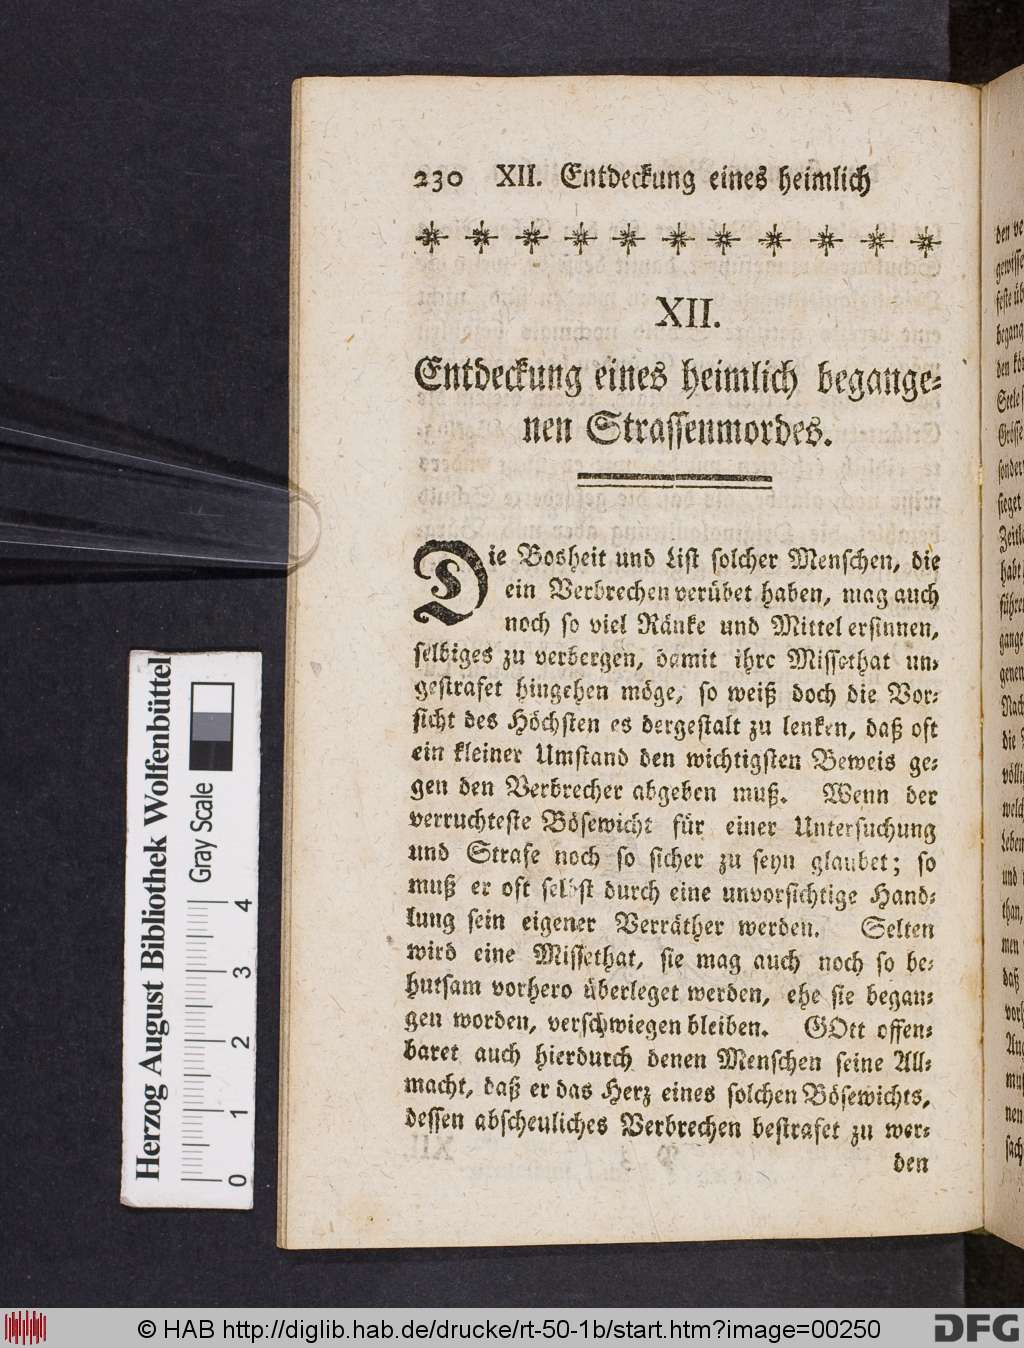 230 XII. Entdeckung eines heimlich
XII.
Entdeckung eines heimlich begange-
nen Strassenmordes.
Die Bosheit und List solcher Menschen, die
ein Verbrechen verübet haben, mag auch
noch so viel Ränke und Mittel ersinnen,
selbiges zu verbergen, damit ihre Missethat un-
gestrafet hingehen möge, so weiß doch die Vor-
sicht des Höchsten es dergestalt zu lenken, daß oft
ein kleiner Umstand den wichtigsten Beweis ge-
gen den Verbrecher abgeben muß. Wenn der
verruchteste Bösewicht für einer Untersuchung
und Strafe noch so sicher zu seyn glaubet; so
muß er oft selbst durch eine unvorsichtige Hand-
lung sein eigener Verräther werden. Selten
wird eine Missethat, sie mag auch noch so be-
hutsam vorhero überleget werden, ehe sie began-
gen worden, verschwiegen bleiben. GOtt offen-
baret auch hierdurch denen Menschen seine All-
macht, daß er das Herz eines solchen Bösewichts,
dessen abscheuliches Verbrechen bestrafet zu wer-
den
Herzog August Bibliothek Wolfenbüttel
Gray Scale
0 1 2 3 4
© HAB http://diglib.hab.de/drucke/rt-50-1b/start.htm?image=00250
DFG